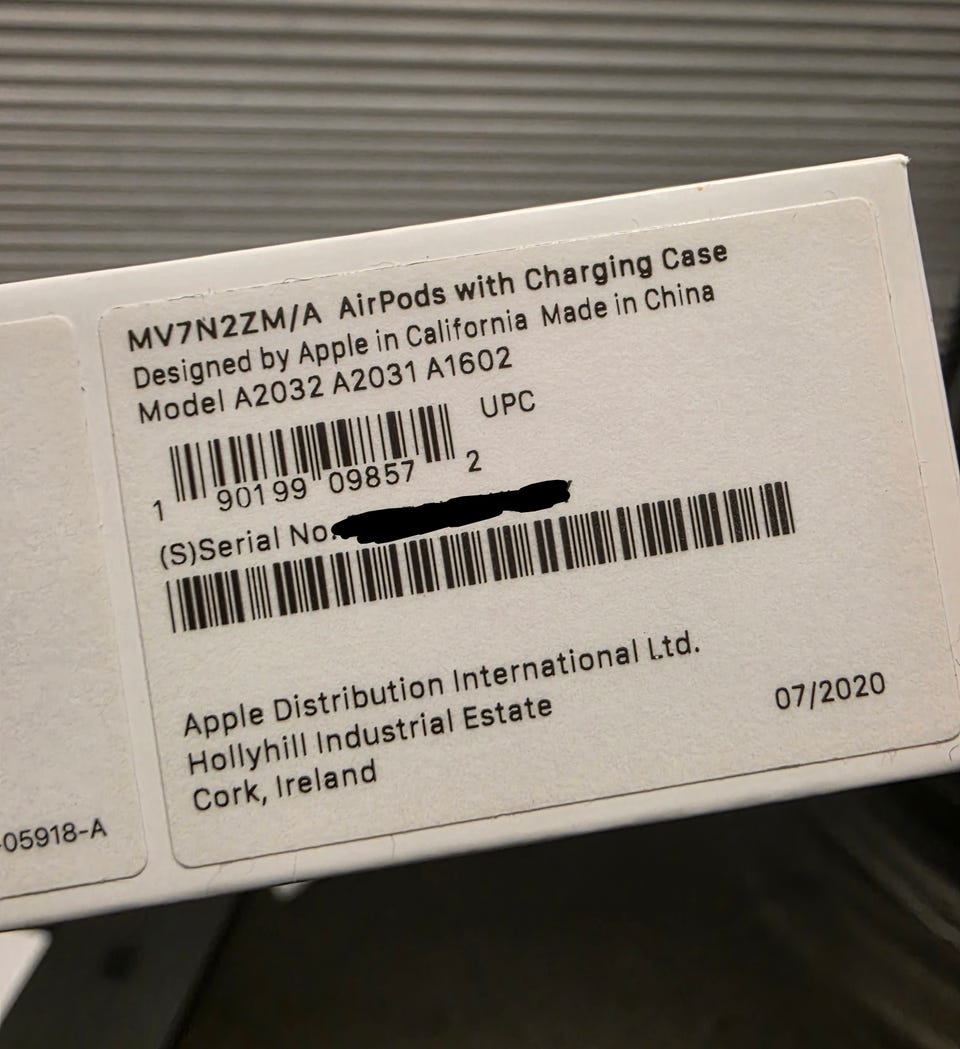 MV7N2ZM/A AirPods with Charging Case
Designed by Apple in California Made in China
Model A2032 A2031 A1602
UPC
1 90199 09857 2
(S)Serial No.
Apple Distribution International Ltd.
Hollyhill Industrial Estate
Cork, Ireland
07/2020
-05918-A